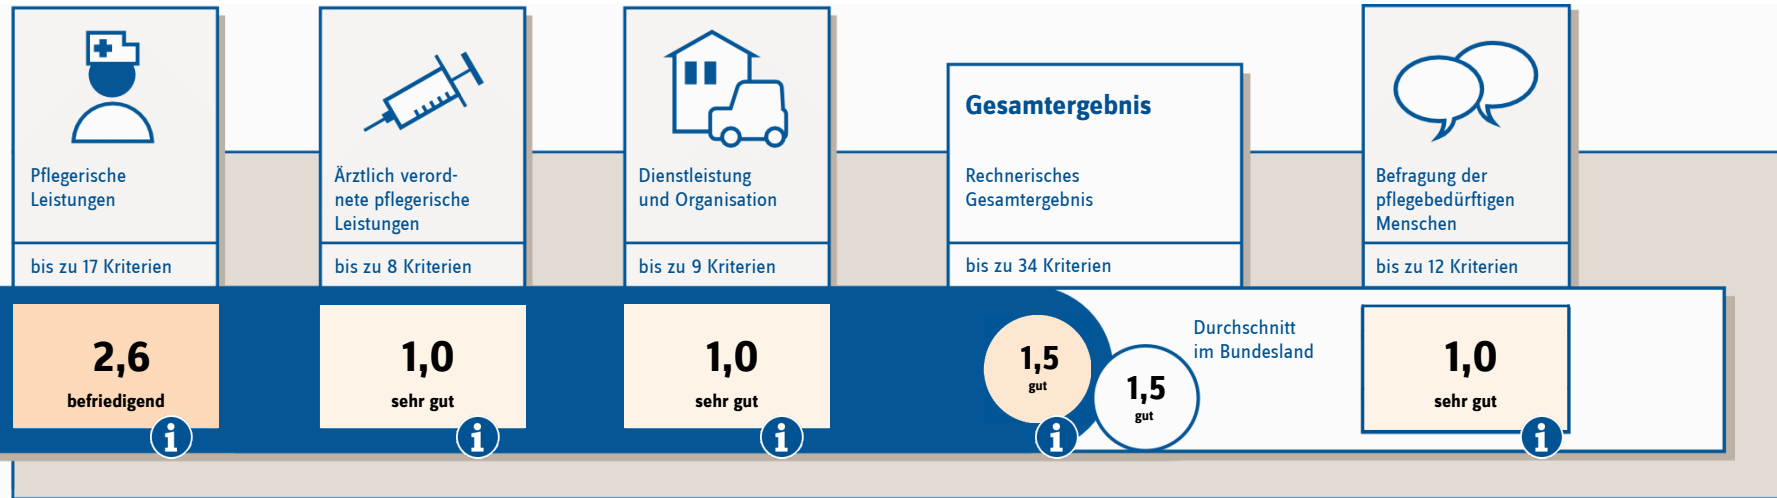 Pflegerische
Leistungen
bis zu 17 Kriterien
2,6
befriedigend
i
Ärztlich verord-
nete pflegerische
Leistungen
bis zu 8 Kriterien
1,0
sehr gut
i
Dienstleistung
und Organisation
bis zu 9 Kriterien
1,0
sehr gut
i
Gesamtergebnis
Rechnerisches
Gesamtergebnis
bis zu 34 Kriterien
1,5
gut
i
1,5
gut
Durchschnitt
im Bundesland
Befragung der
pflegebedürftigen
Menschen
bis zu 12 Kriterien
1,0
sehr gut
i